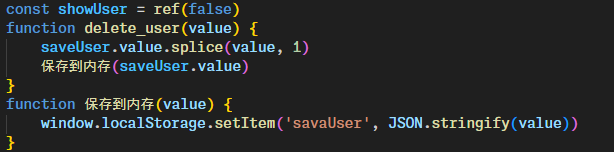 const showUser = ref(false)
function delete_user(value) {
    saveUser.value.splice(value, 1)
    保存到内存(saveUser.value)
}
function 保存到内存(value) {
    window.localStorage.setItem('savaUser', JSON.stringify(value))
}